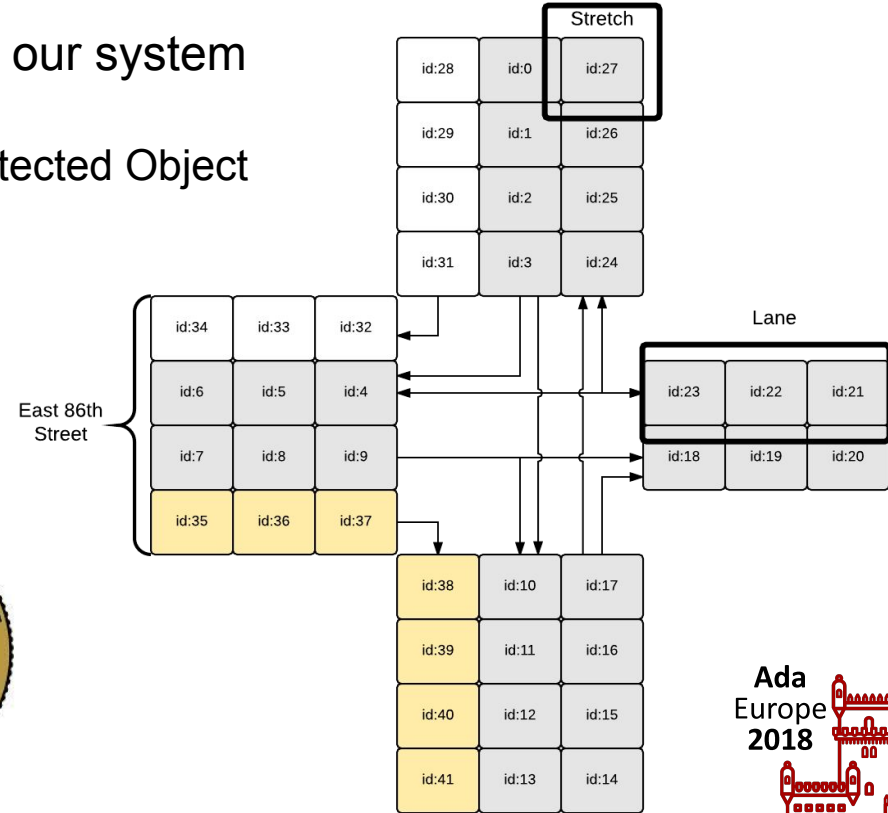 our system
tected Object
Stretch
id:28 id:0 id:27
id:29 id:1 id:26
id:30 id:2 id:25
id:31 id:3 id:24
Lane
id:34 id:33 id:32
id:6 id:5 id:4
id:23 id:22 id:21
East 86th
Street
id:7 id:8 id:9
id:18 id:19 id:20
id:35 id:36 id:37
id:38 id:10 id:17
id:39 id:11 id:16
id:40 id:12 id:15
id:41 id:13 id:14
Ada
Europe
2018